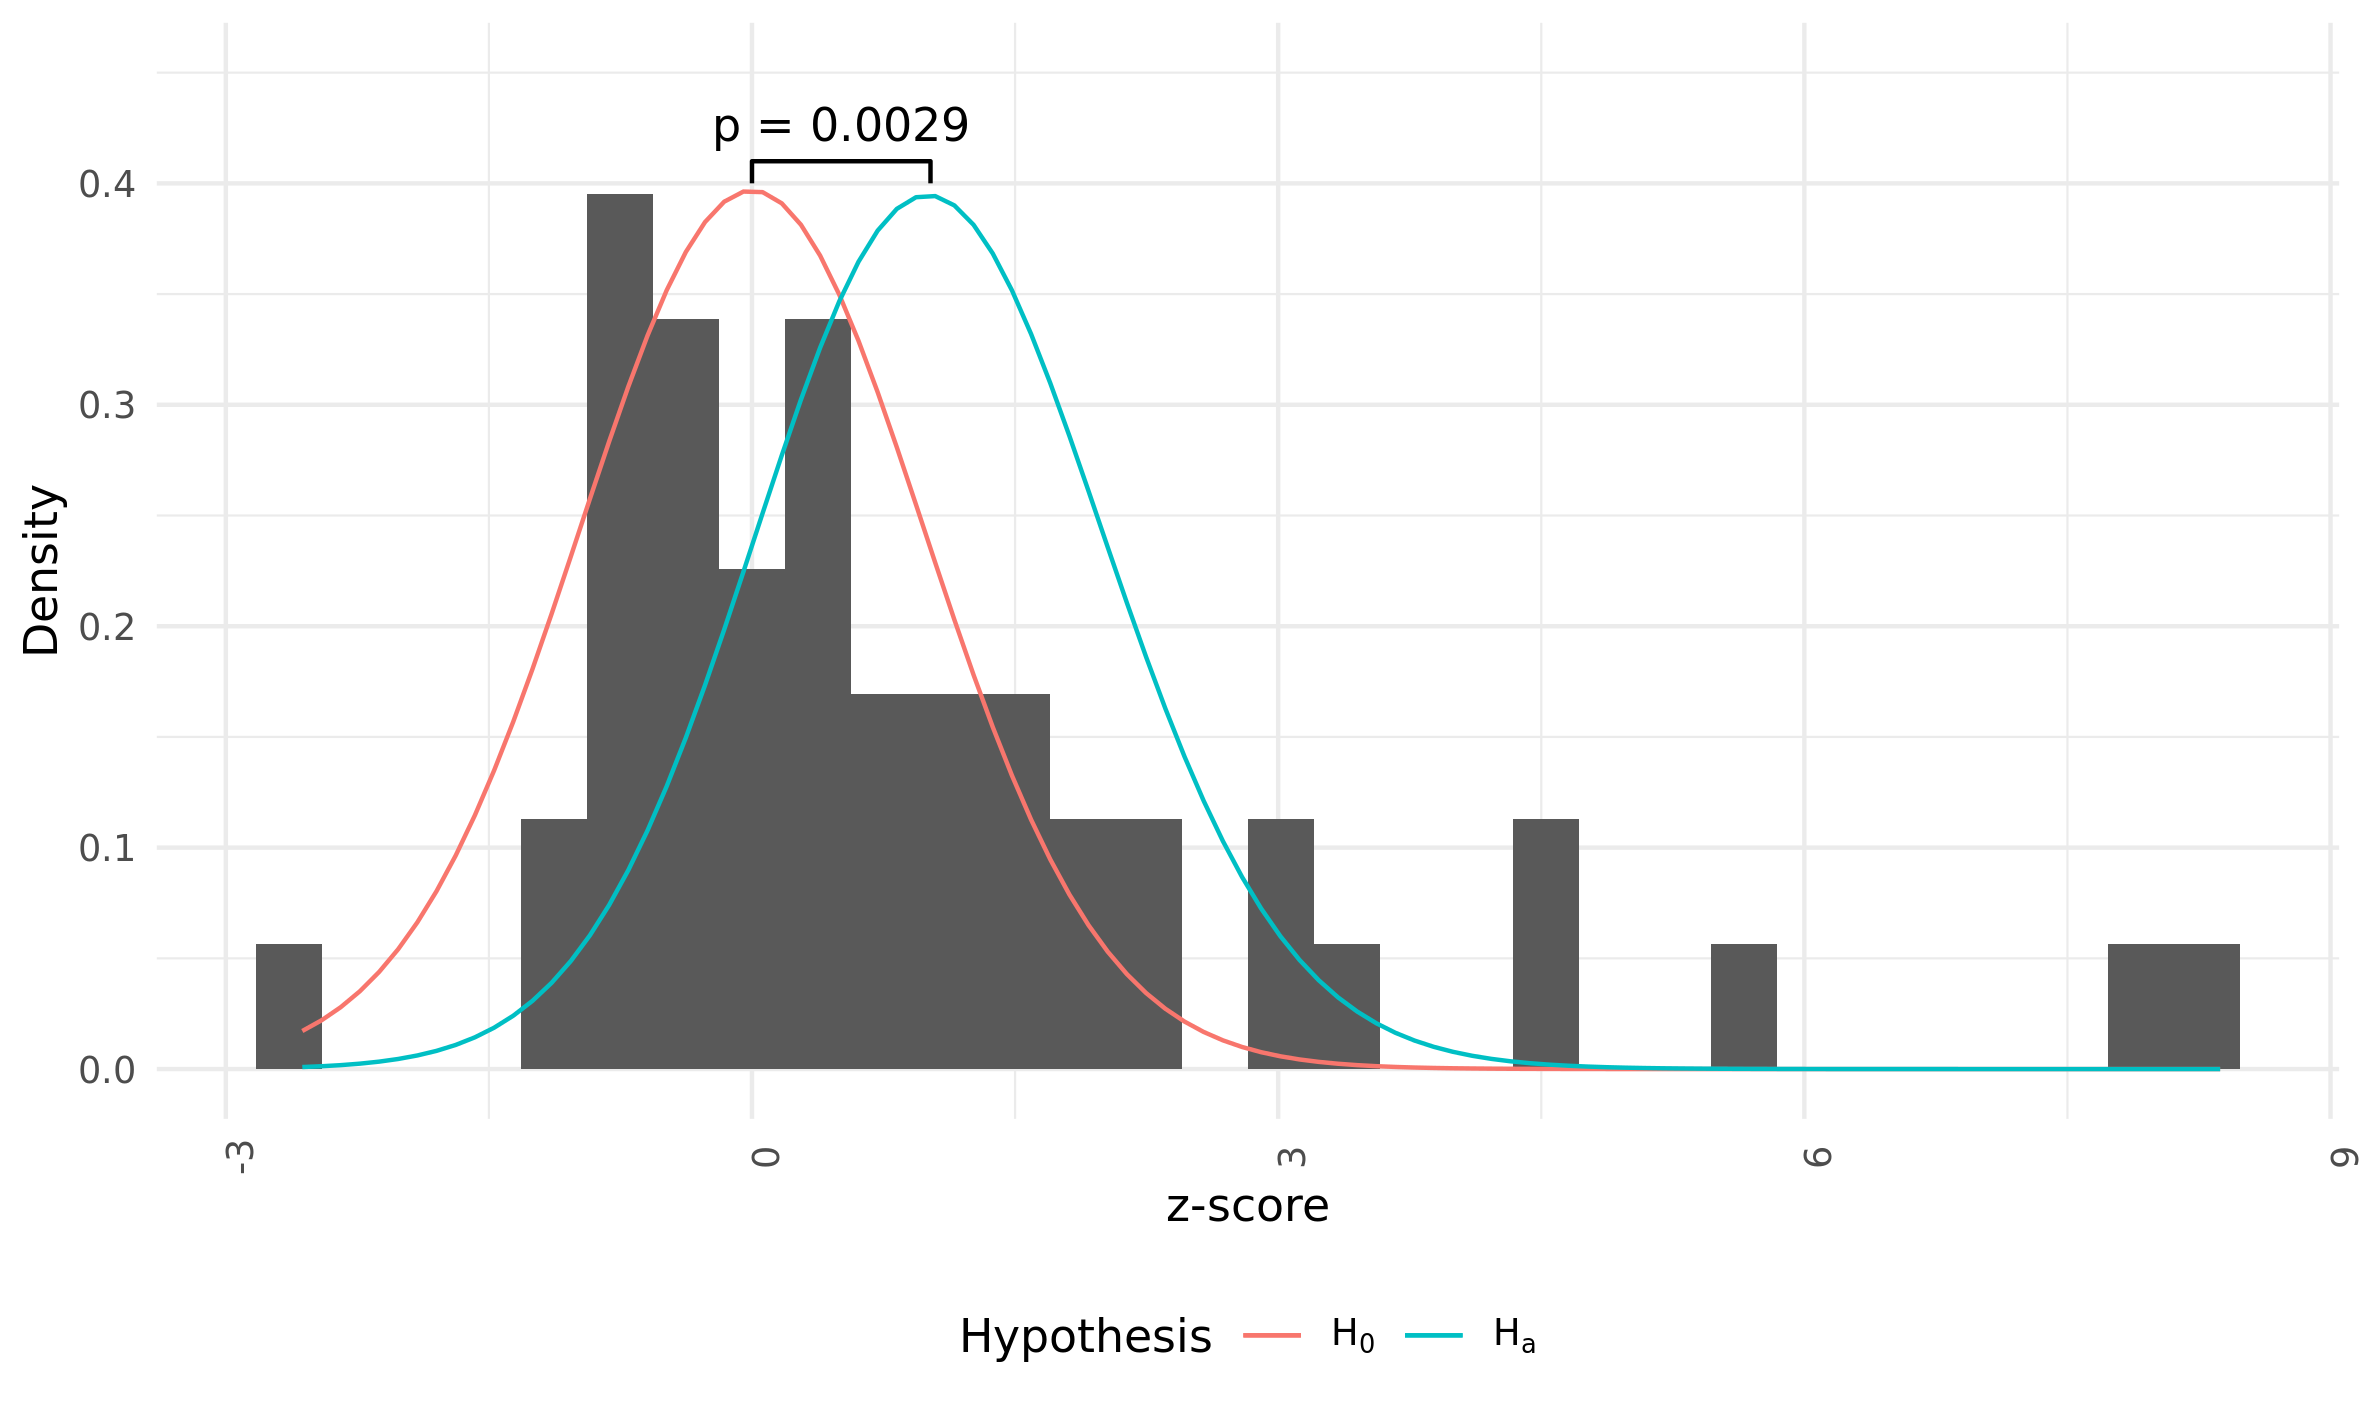 p = 0.0029
0.4
0.3
0.2
0.1
0.0
Density
-3 0 3 6 9
z-score
Hypothesis H₀ Hₐ